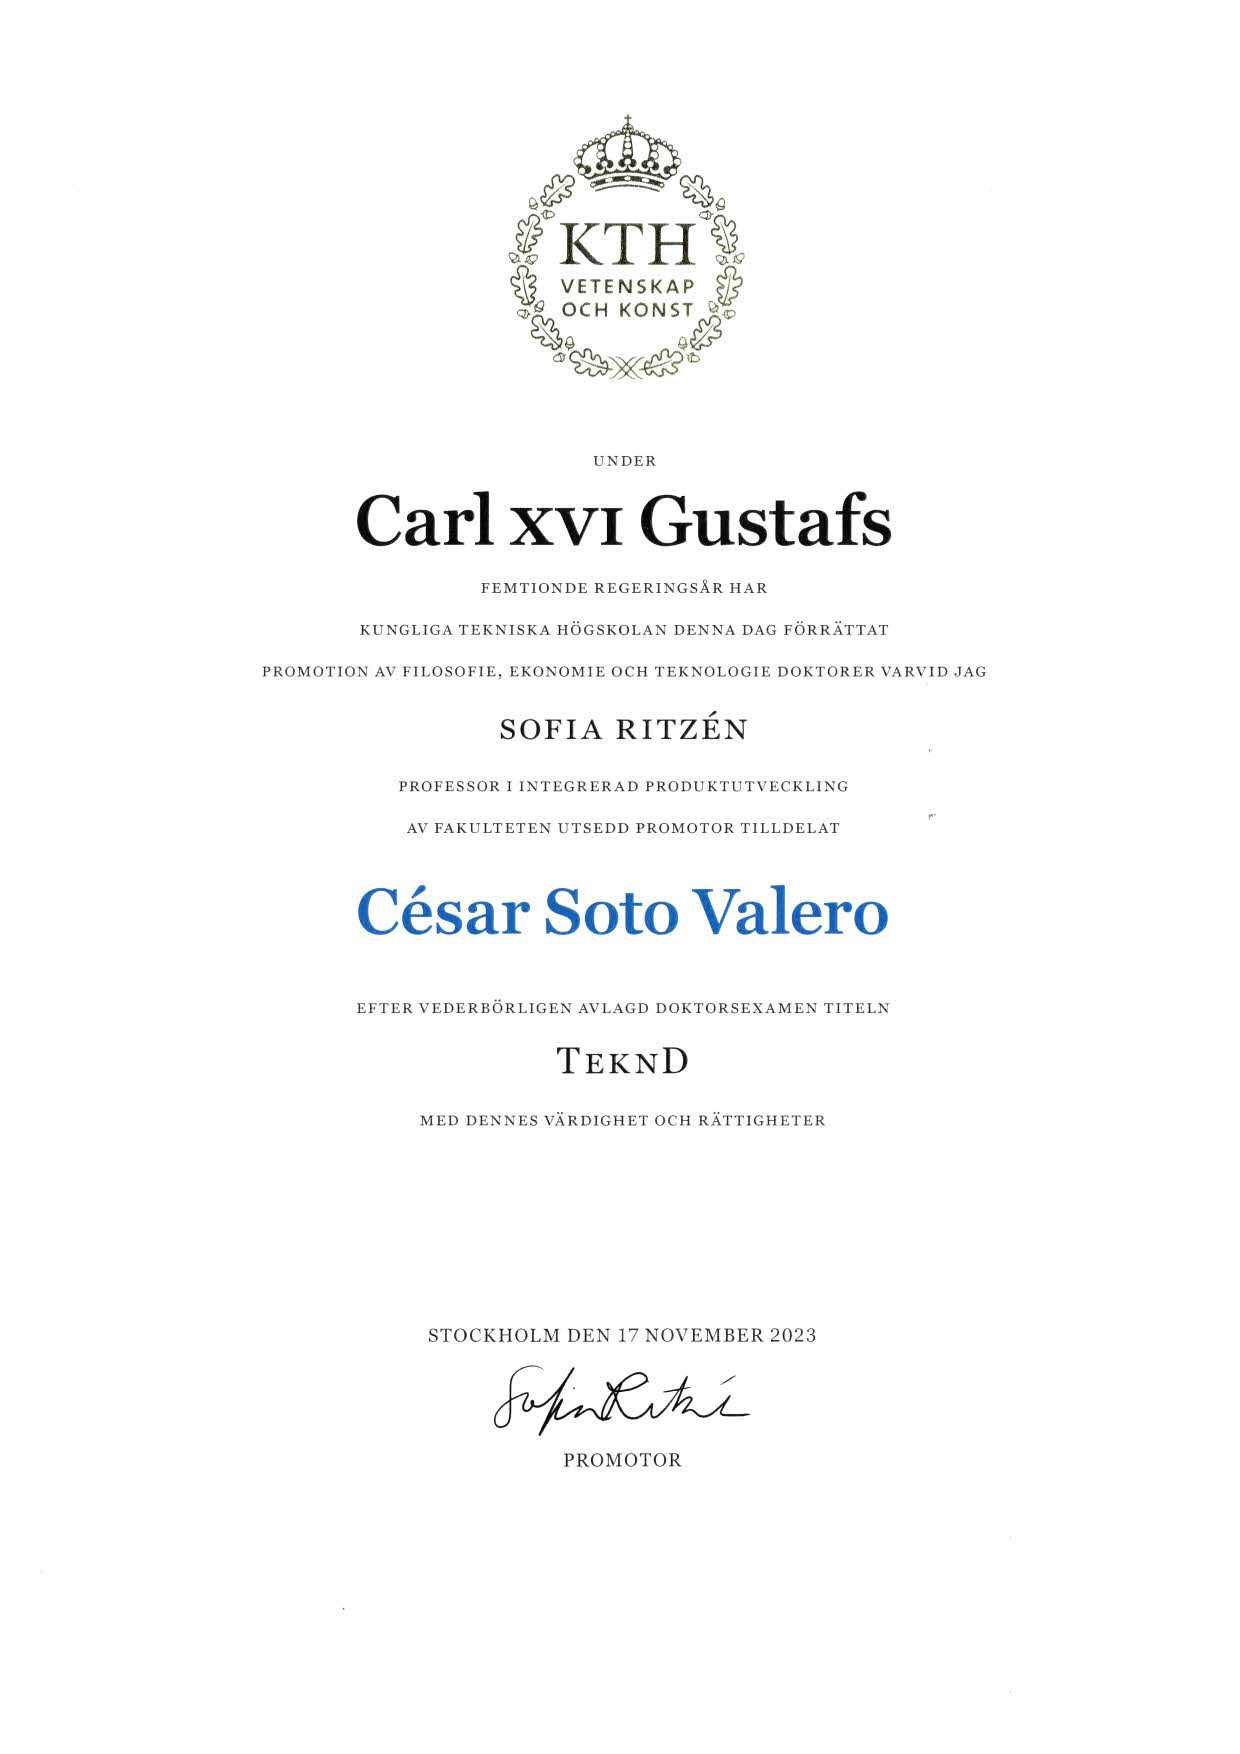 KTH
VETENSKAP
OCH KONST
UNDER
Carl XVI Gustafs
FEMTIONDE REGERINGSÅR HAR
KUNGLIGA TEKNISKA HÖGSKOLAN DENNA DAG FÖRRÄTTAT
PROMOTION AV FILOSOFIE, EKONOMIE OCH TEKNOLOGIE DOKTORER VARVID JAG
SOFIA RITZÉN
PROFESSOR I INTEGRERAD PRODUKTUTVECKLING
AV FAKULTETEN UTSEDD PROMOTOR TILLDELAT
César Soto Valero
EFTER VEDERBÖRLIGEN AVLAGD DOKTORSEXAMEN TITELN
TEKND
MED DENNES VÄRDIGHET OCH RÄTTIGHETER
STOCKHOLM DEN 17 NOVEMBER 2023
PROMOTOR